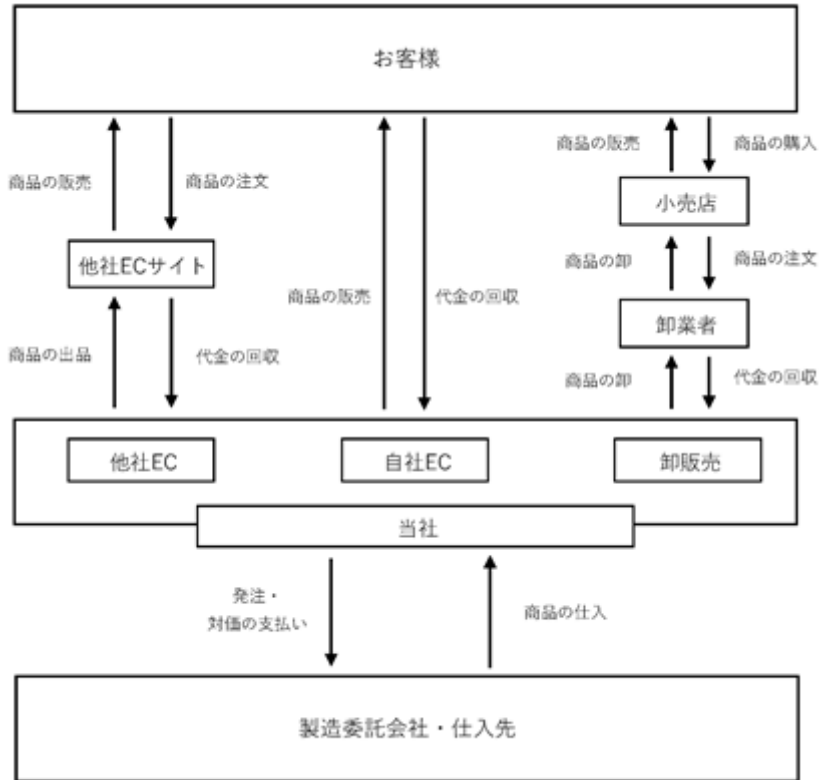 お客様
商品の販売
商品の注文
商品の販売
商品の購入
小売店
他社ECサイト
商品の販売
代金の回収
商品の卸
商品の注文
卸業者
商品の出品
代金の回収
商品の卸
代金の回収
他社EC
自社EC
卸販売
当社
発注・
対価の支払い
商品の仕入
製造委託会社・仕入先